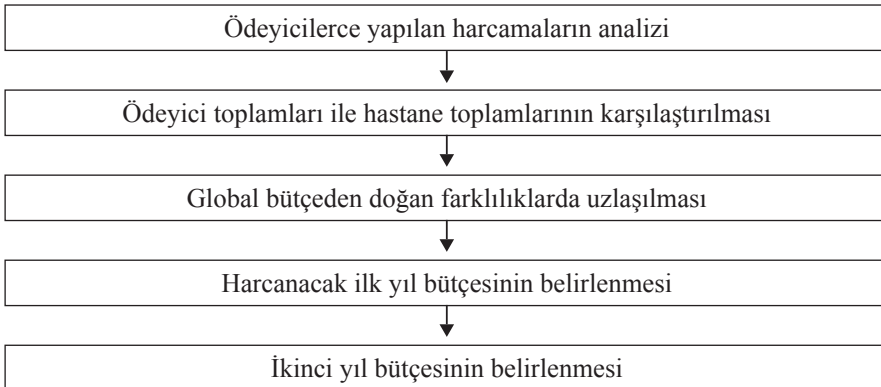 Ödeyicilerce yapılan harcamaların analizi
Ödeyici toplamları ile hastane toplamlarının karşılaştırılması
Global bütçeden doğan farklılıklarda uzlaşılması
Harcanacak ilk yıl bütçesinin belirlenmesi
İkinci yıl bütçesinin belirlenmesi